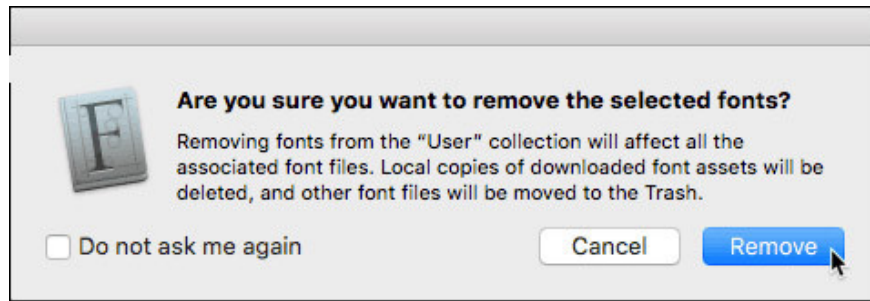 Are you sure you want to remove the selected fonts?
Removing fonts from the “User” collection will affect all the
associated font files. Local copies of downloaded font assets will be
deleted, and other font files will be moved to the Trash.
Do not ask me again
Cancel
Remove